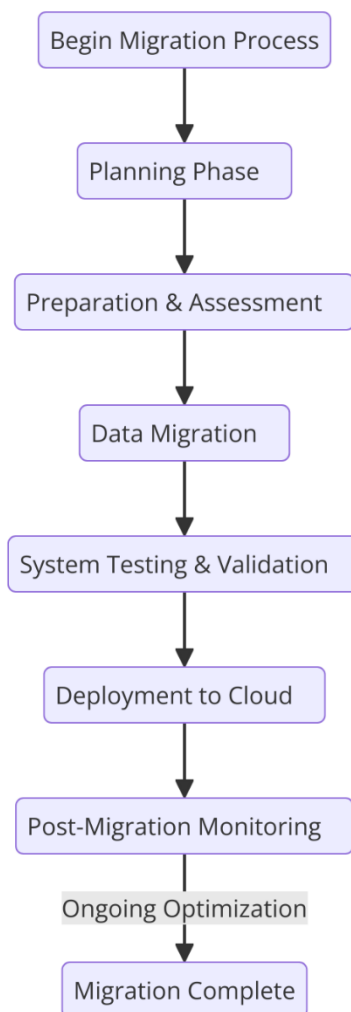 Begin Migration Process
Planning Phase
Preparation & Assessment
Data Migration
System Testing & Validation
Deployment to Cloud
Post-Migration Monitoring
Ongoing Optimization
Migration Complete